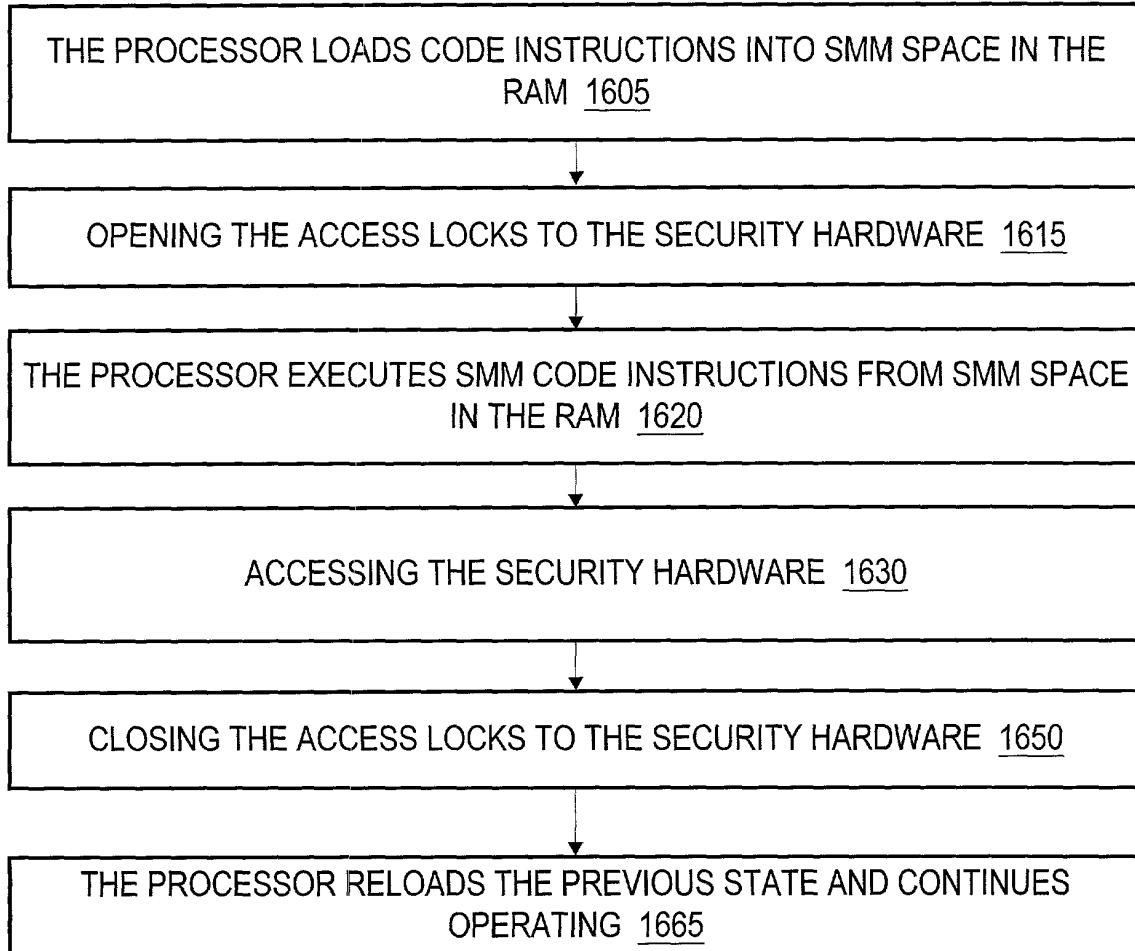 THE PROCESSOR LOADS CODE INSTRUCTIONS INTO SMM SPACE IN THE
RAM 1605
OPENING THE ACCESS LOCKS TO THE SECURITY HARDWARE 1615
THE PROCESSOR EXECUTES SMM CODE INSTRUCTIONS FROM SMM SPACE
IN THE RAM 1620
ACCESSING THE SECURITY HARDWARE 1630
CLOSING THE ACCESS LOCKS TO THE SECURITY HARDWARE 1650
THE PROCESSOR RELOADS THE PREVIOUS STATE AND CONTINUES
OPERATING 1665